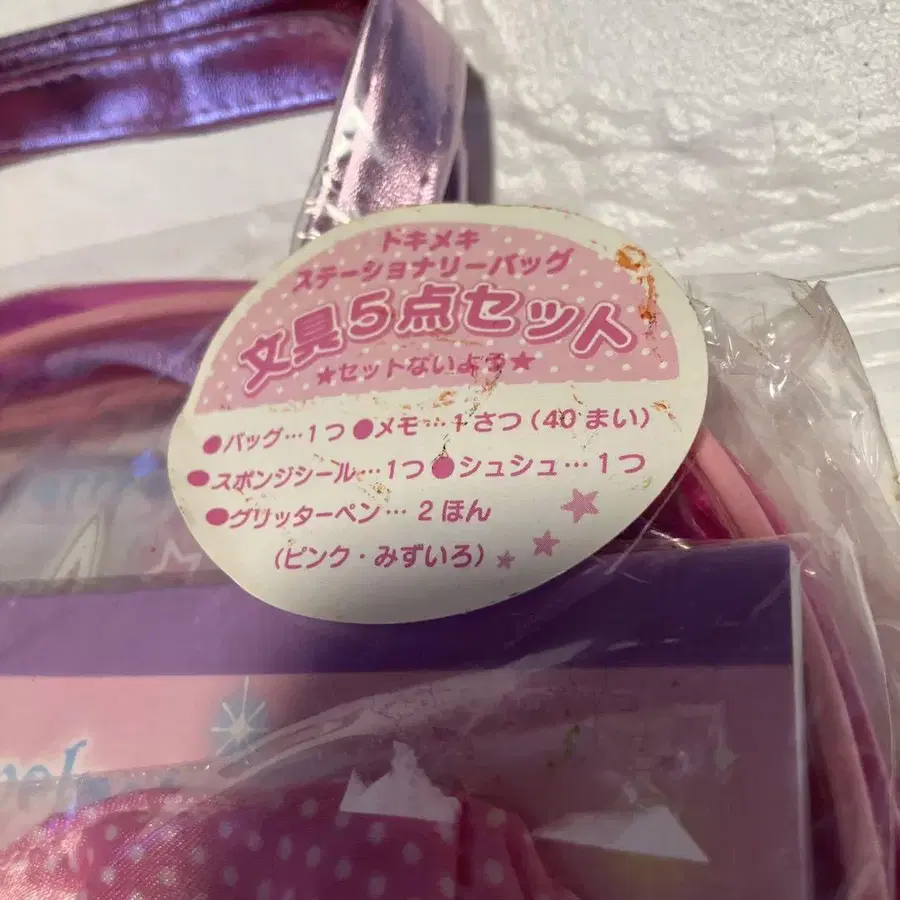 トキメキ
ステーショナリーバッグ
文具5点セット
★セットないよう★
●バッグ…1つ●メモ…1さつ(40まい)
●スポンジシール…1つ●シュシュ…1つ
●グリッターペン…2ほん
(ピンク・みずいろ)